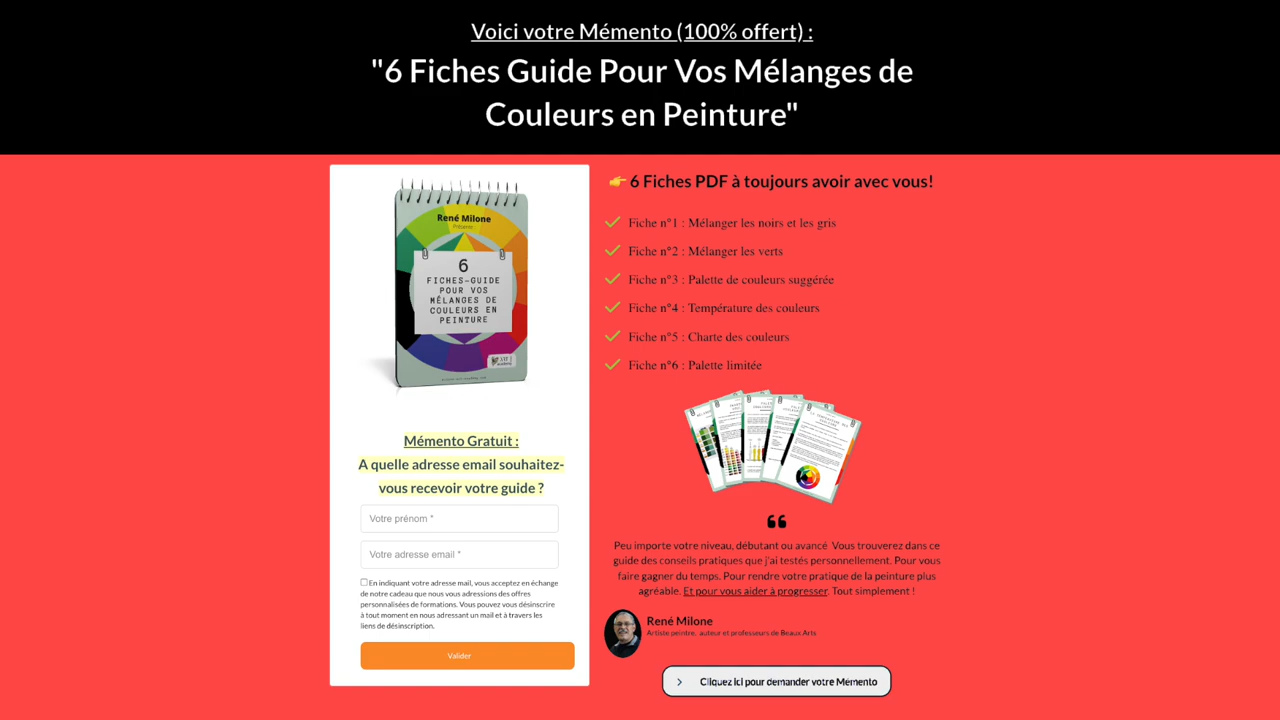 Voici votre Mémento (100% offert) :
"6 Fiches Guide Pour Vos Mélanges de
Couleurs en Peinture"
René Milone
Présente
6
FICHES-GUIDE
POUR VOS
MÉLANGES DE
COULEURS EN
PEINTURE
Mémento Gratuit :
A quelle adresse email souhaitez-
vous recevoir votre guide ?
Votre prénom *
Votre adresse email *
En indiquant votre adresse mail, vous acceptez en échange
de notre cadeau que nous vous adressions des offres
personnalisées de formations. Vous pouvez vous désinscrire
à tout moment en nous adressant un mail et à travers les
liens de désinscription.
Valider
6 Fiches PDF à toujours avoir avec vous!
Fiche n°1 : Mélanger les noirs et les gris
Fiche n°2 : Mélanger les verts
Fiche n°3 : Palette de couleurs suggérée
Fiche n°4 : Température des couleurs
Fiche n°5 : Charte des couleurs
Fiche n°6 : Palette limitée
Peu importe votre niveau, débutant ou avancé  Vous trouverez dans ce
guide des conseils pratiques que j'ai testés personnellement. Pour vous
faire gagner du temps. Pour rendre votre pratique de la peinture plus
agréable. Et pour vous aider à progresser. Tout simplement !
René Milone
Artiste peintre, auteur et professeurs de Beaux Arts
Cliquez ici pour demander votre Mémento